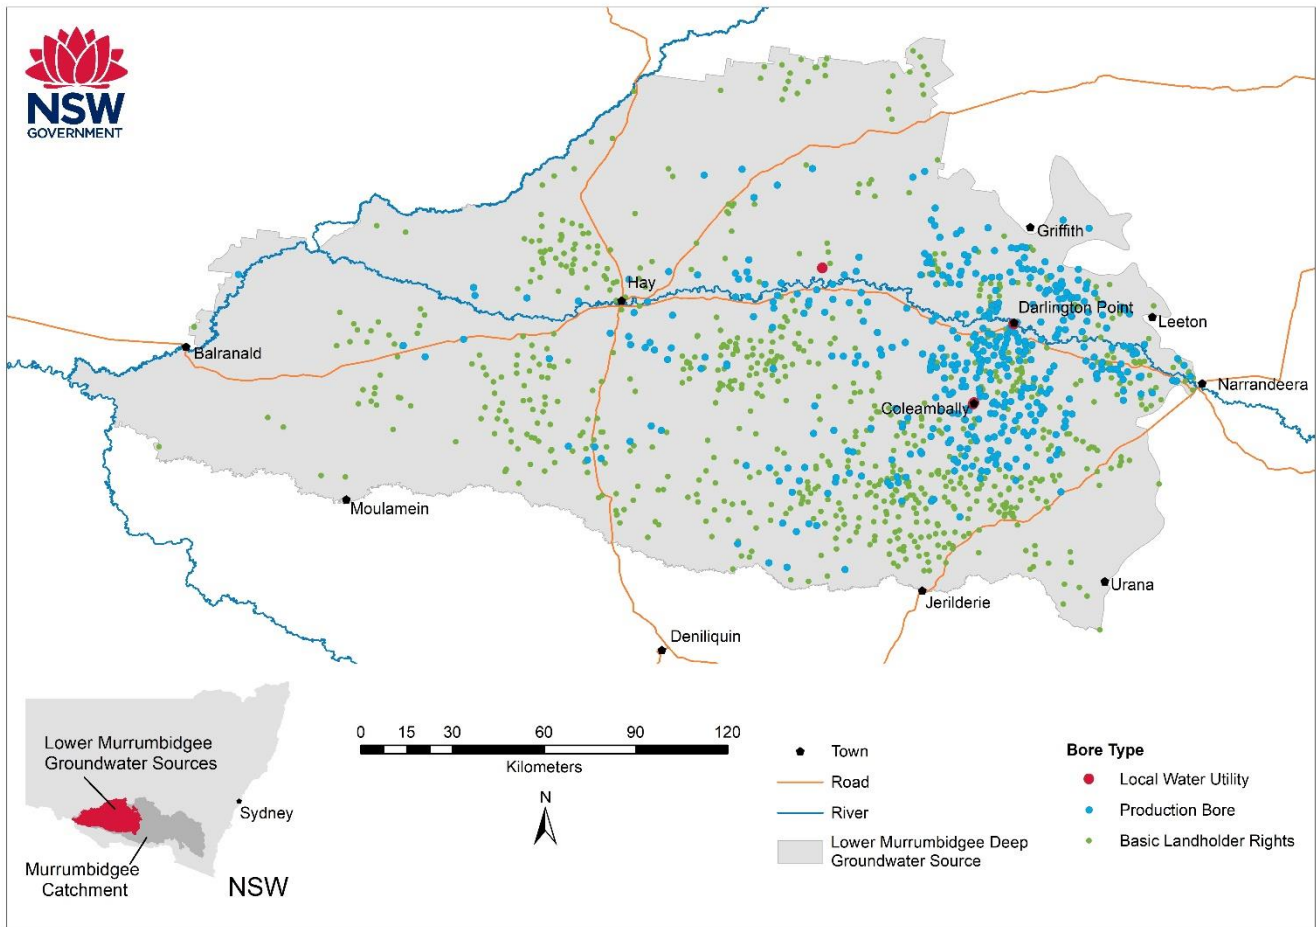 NSW
GOVERNMENT
Griffith
Hay
Darlington Point
Leeton
Balranald
Narrandeera
Coleambally
Moulamein
Urana
Jerilderie
Deniliquin
Lower Murrumbidgee
Groundwater Sources
Sydney
Murrumbidgee
Catchment
NSW
0 15 30 60 90 120
Kilometers
N
Town
Road
River
Lower Murrumbidgee Deep
Groundwater Source
Bore Type
Local Water Utility
Production Bore
Basic Landholder Rights